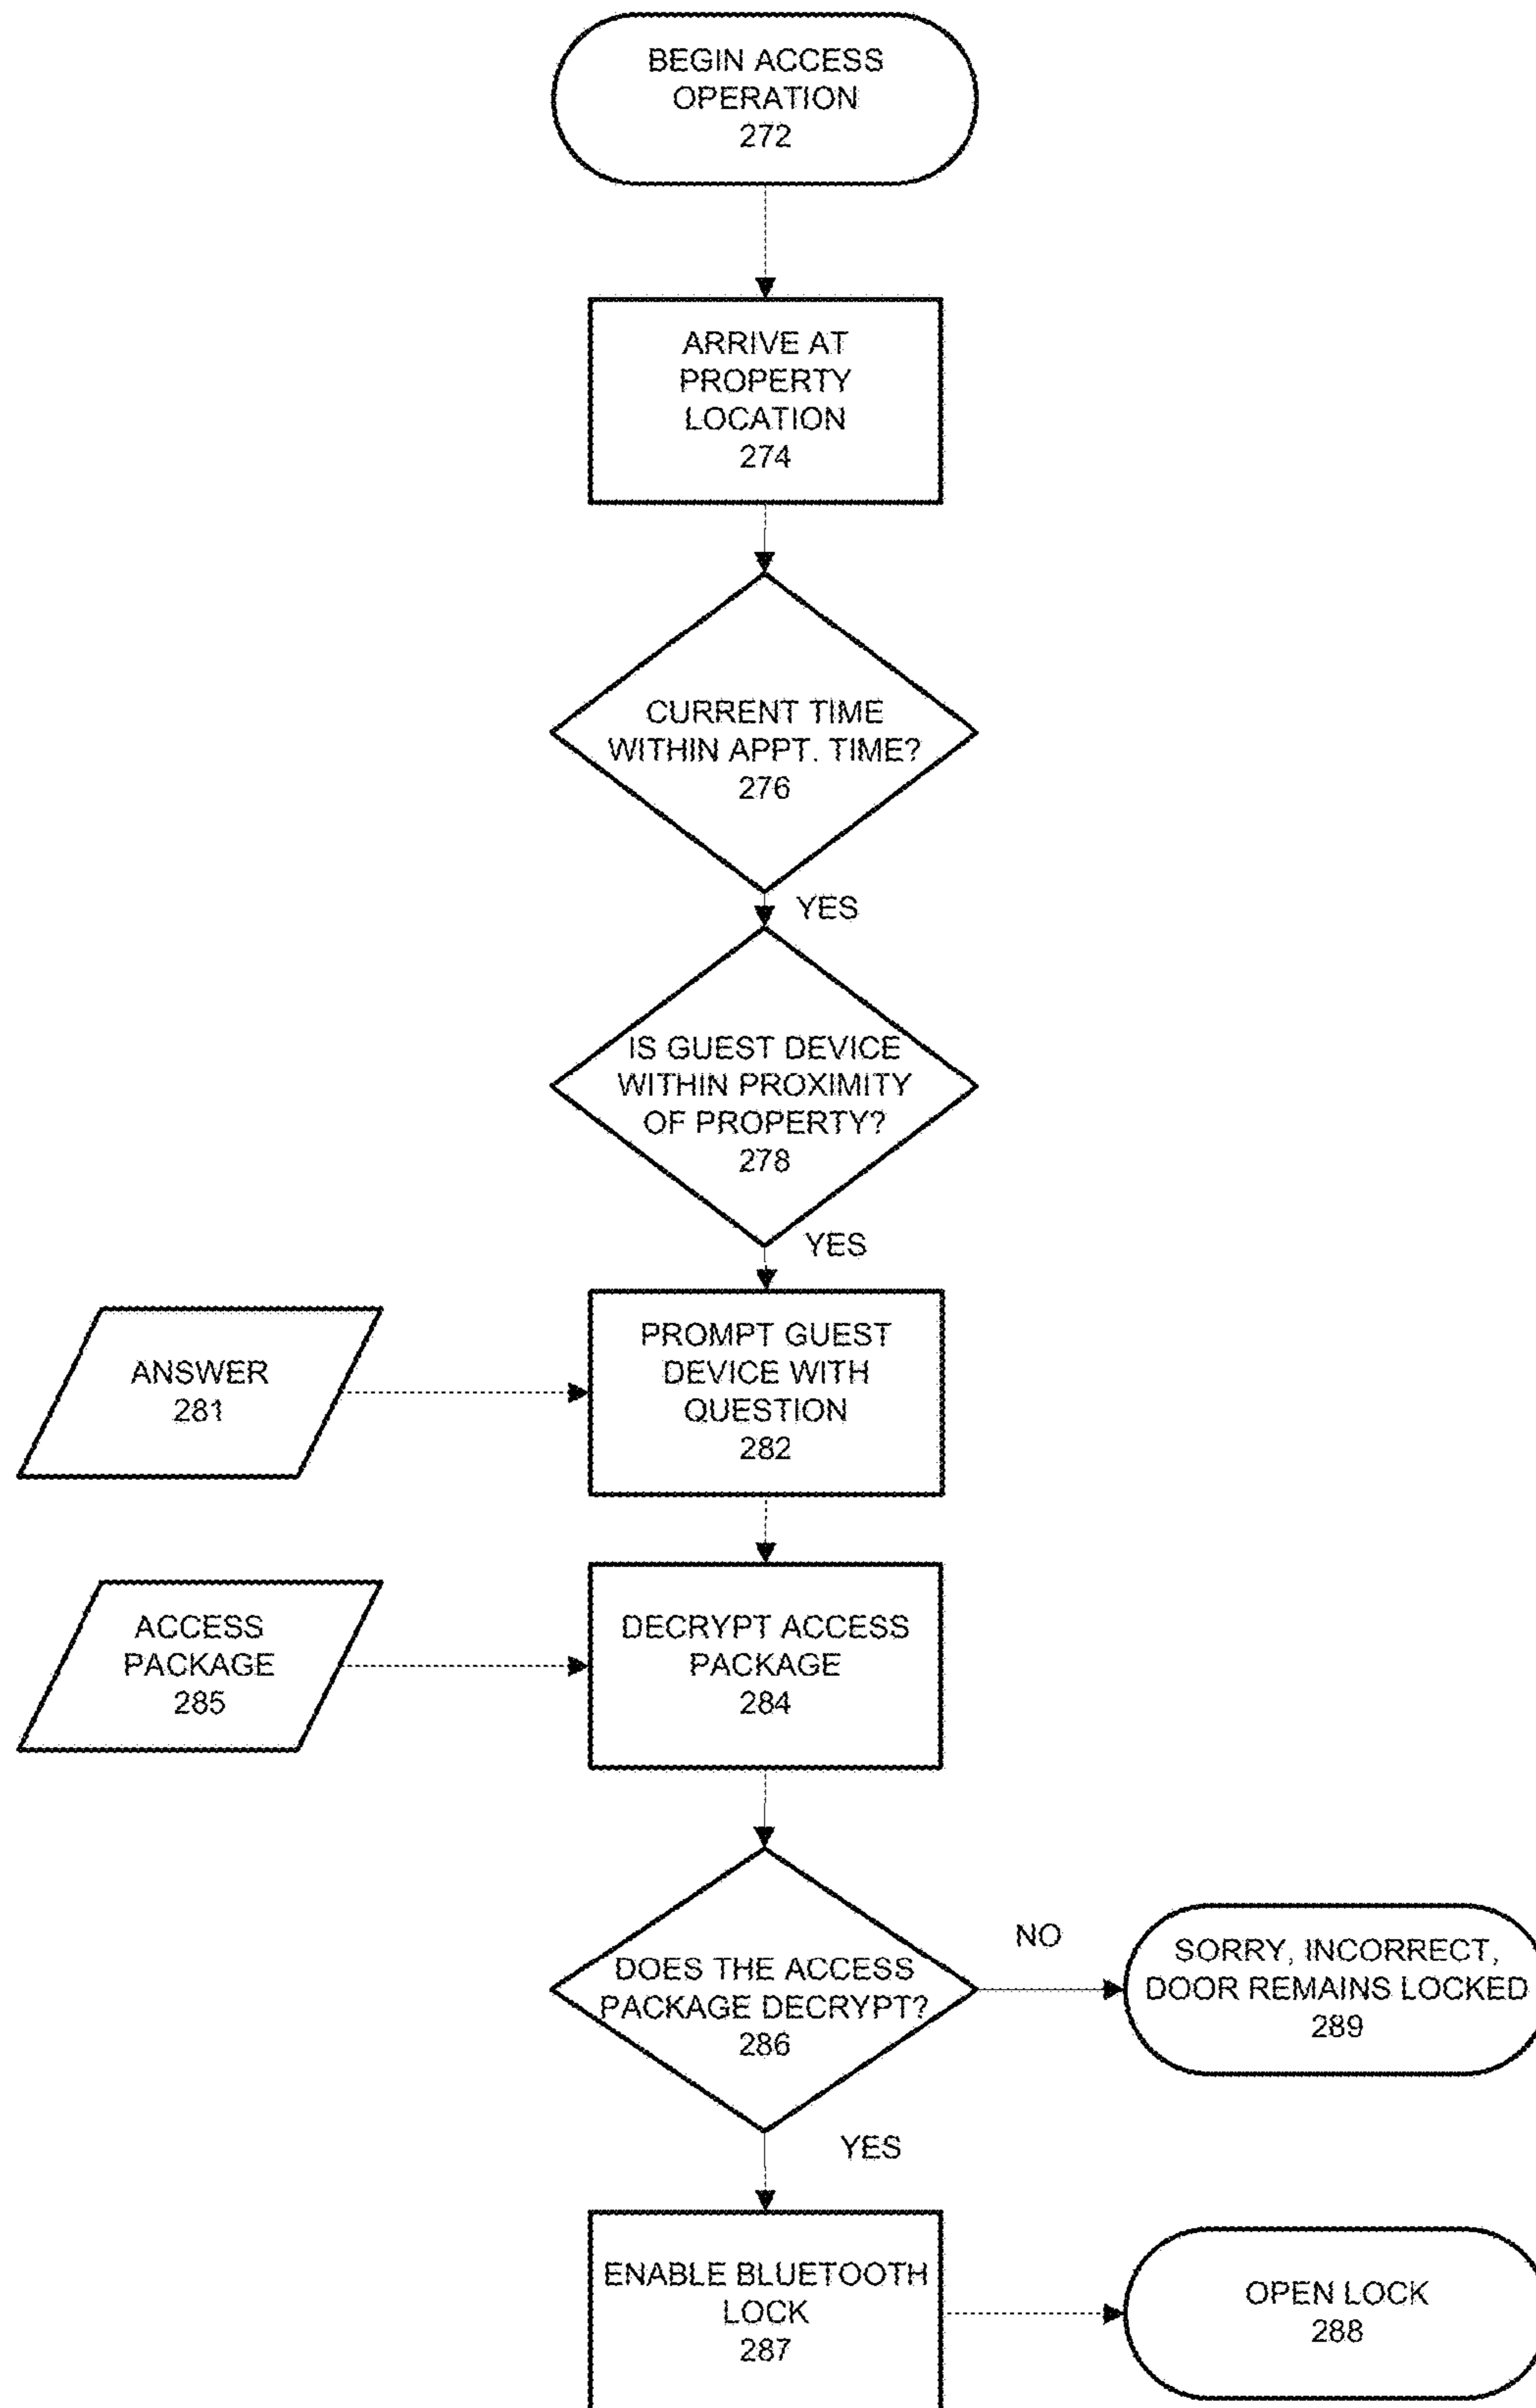 BEGIN ACCESS
OPERATION
272
ARRIVE AT
PROPERTY
LOCATION
274
CURRENT TIME
WITHIN APPT. TIME?
276
YES
IS GUEST DEVICE
WITHIN PROXIMITY
OF PROPERTY?
278
YES
ANSWER
281
PROMPT GUEST
DEVICE WITH
QUESTION
282
ACCESS
PACKAGE
285
DECRYPT ACCESS
PACKAGE
284
DOES THE ACCESS
PACKAGE DECRYPT?
286
NO
SORRY, INCORRECT,
DOOR REMAINS LOCKED
289
YES
ENABLE BLUETOOTH
LOCK
287
OPEN LOCK
288